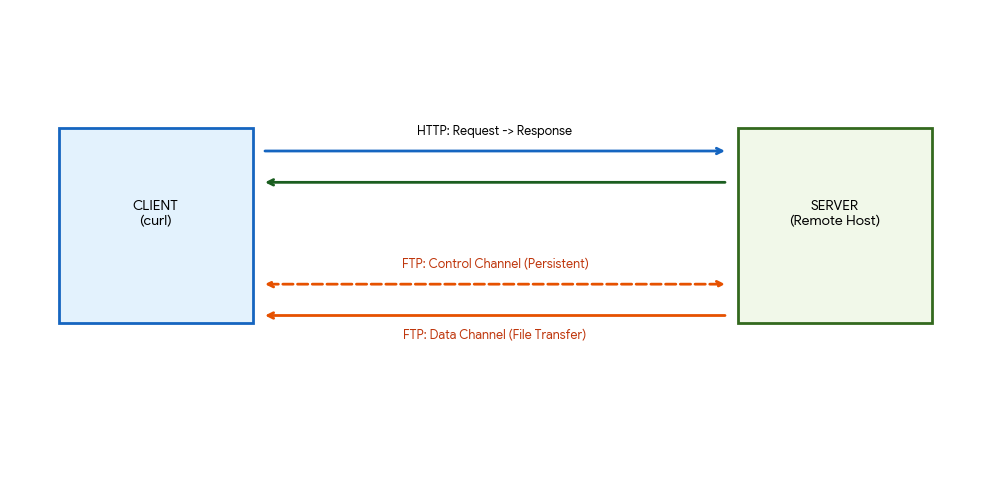 HTTP: Request -> Response
CLIENT
(curl)
SERVER
(Remote Host)
FTP: Control Channel (Persistent)
FTP: Data Channel (File Transfer)